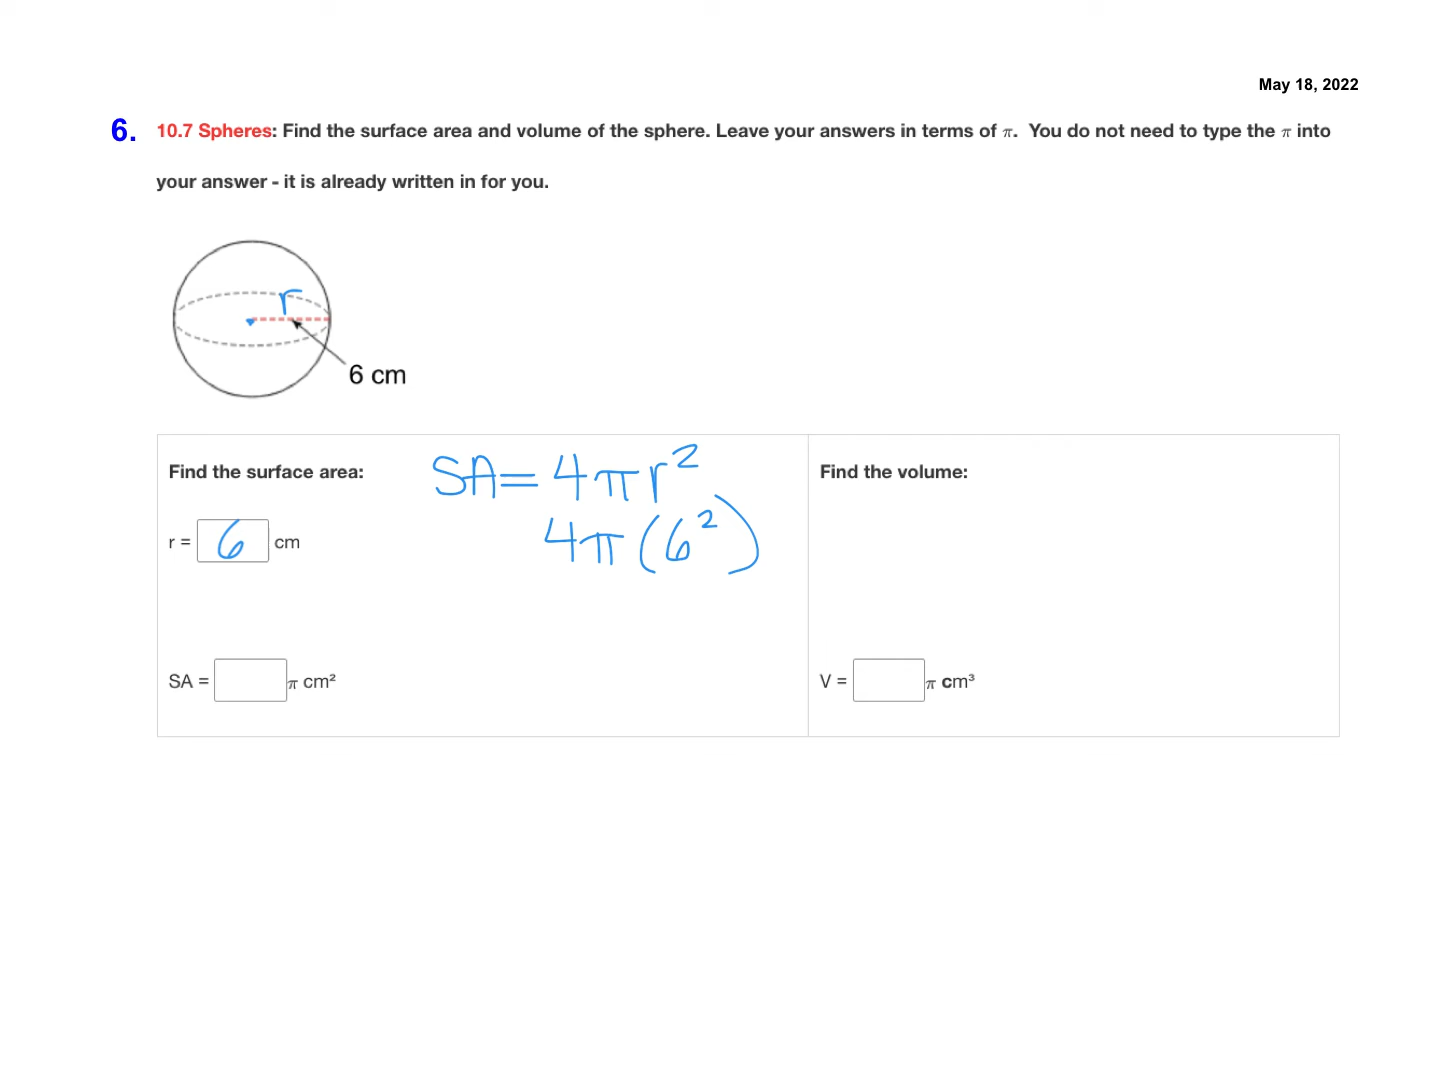 May 18, 2022
6. 10.7 Spheres: Find the surface area and volume of the sphere. Leave your answers in terms of π. You do not need to type the π into
your answer - it is already written in for you.
r
6 cm
Find the surface area:
SA = 4πr²
r = 6 cm
4π(6²)
SA = π cm²
Find the volume:
V = π cm³